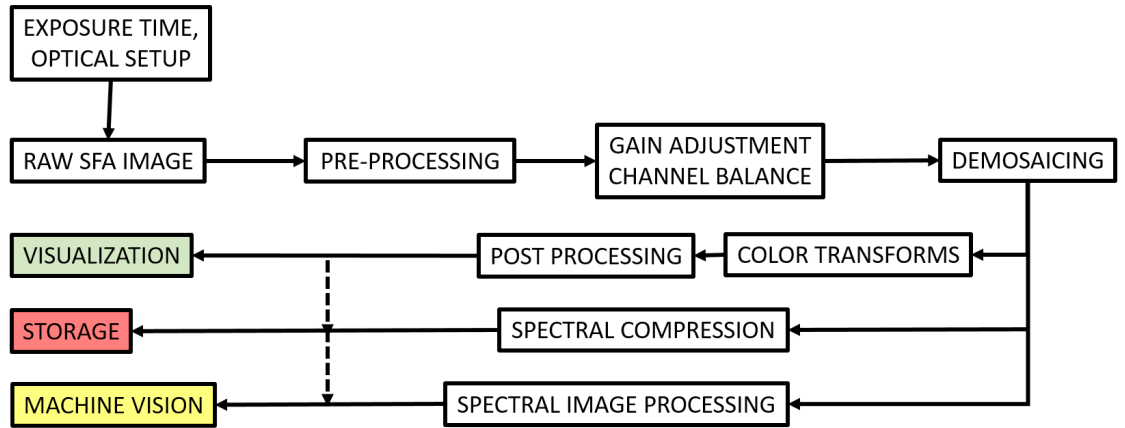 EXPOSURE TIME,
OPTICAL SETUP
RAW SFA IMAGE
PRE-PROCESSING
GAIN ADJUSTMENT
CHANNEL BALANCE
DEMOSAICING
VISUALIZATION
POST PROCESSING
COLOR TRANSFORMS
STORAGE
SPECTRAL COMPRESSION
MACHINE VISION
SPECTRAL IMAGE PROCESSING